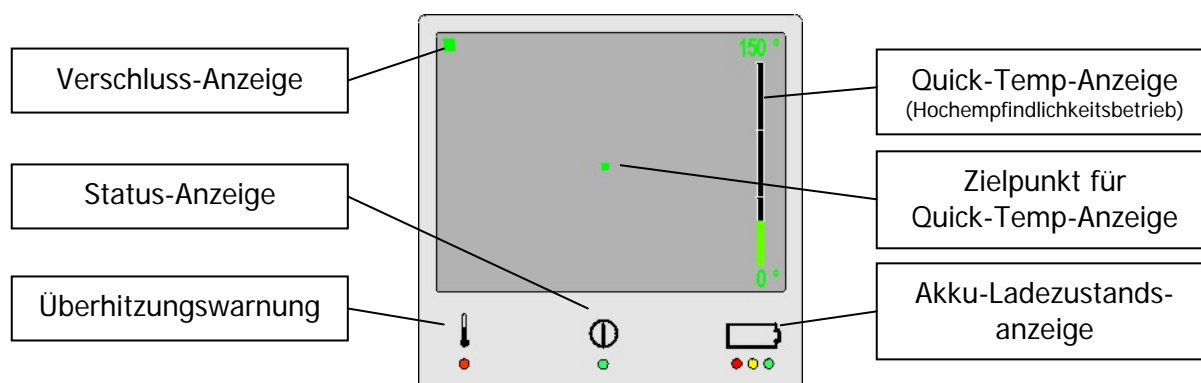 Verschluss-Anzeige
Status-Anzeige
Überhitzungswarnung
150 °
0 °
Quick-Temp-Anzeige
(Hochempfindlichkeitsbetrieb)
Zielpunkt für
Quick-Temp-Anzeige
Akku-Ladezustands-
anzeige